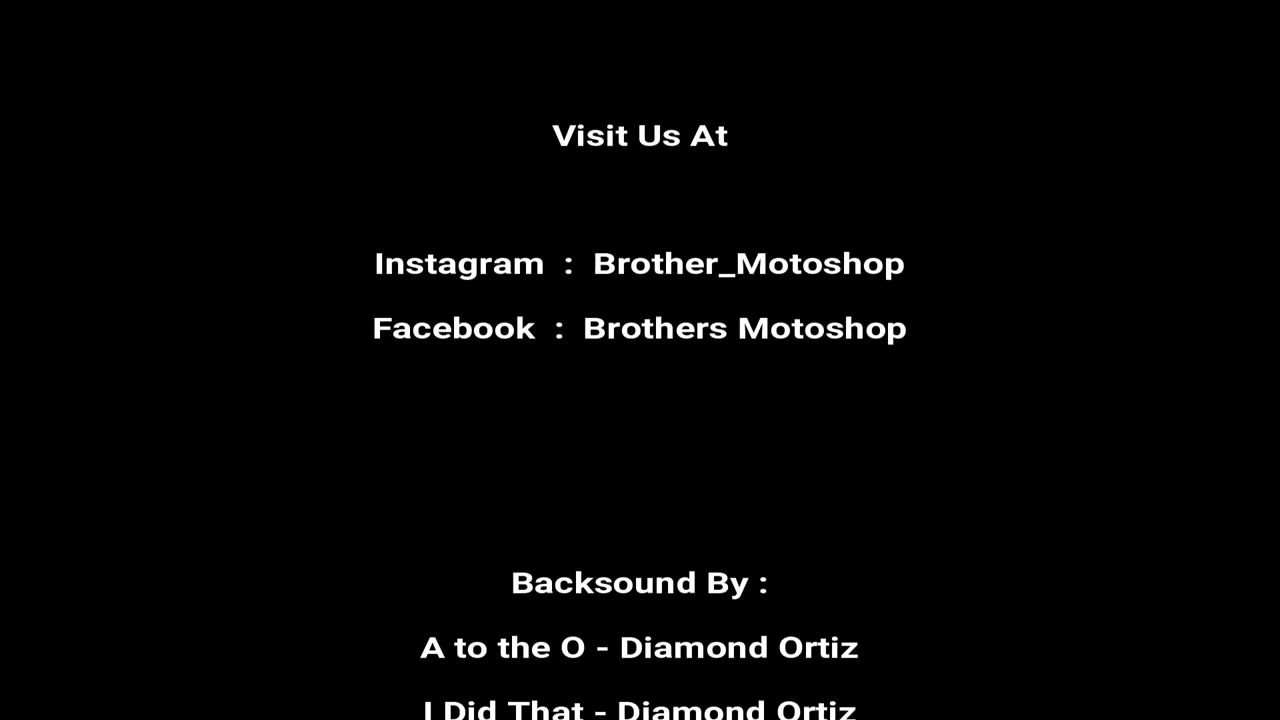 Visit Us At
Instagram : Brother_Motoshop
Facebook : Brothers Motoshop
Backsound By :
A to the O - Diamond Ortiz
I Did That - Diamond Ortiz